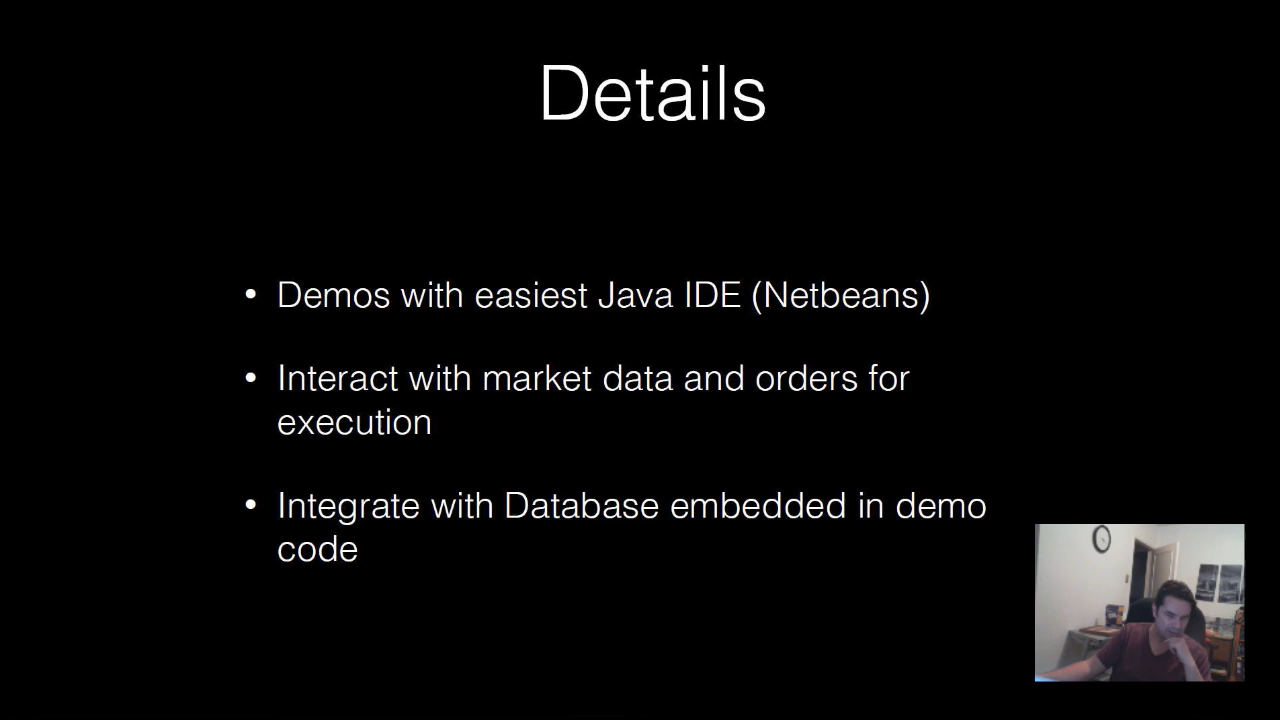 Details
• Demos with easiest Java IDE (Netbeans)
• Interact with market data and orders for
execution
• Integrate with Database embedded in demo
code